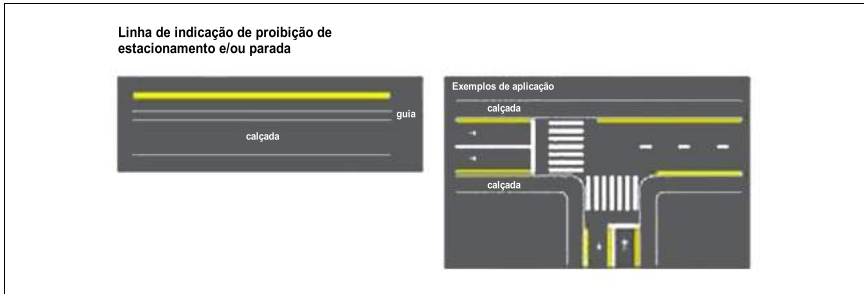 Linha de indicação de proibição de
estacionamento e/ou parada
guia
calçada
Exemplos de aplicação
calçada
calçada